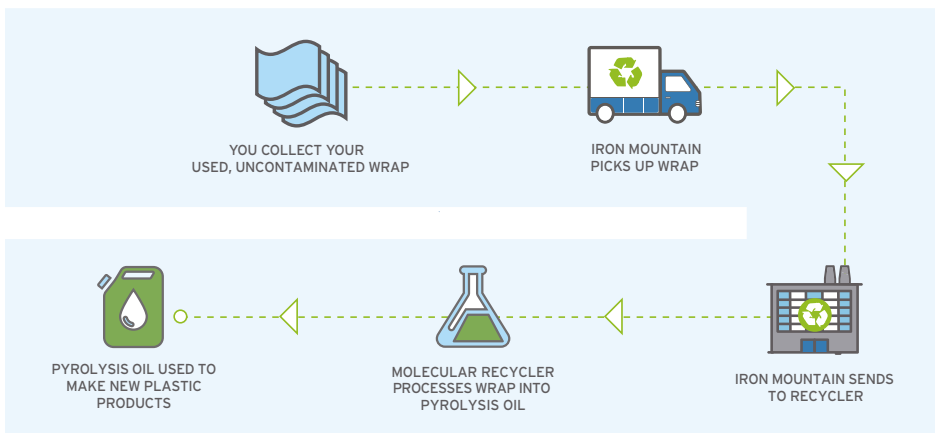 YOU COLLECT YOUR
USED, UNCONTAMINATED WRAP
IRON MOUNTAIN
PICKS UP WRAP
IRON MOUNTAIN SENDS
TO RECYCLER
MOLECULAR RECYCLER
PROCESSES WRAP INTO
PYROLYSIS OIL
PYROLYSIS OIL USED TO
MAKE NEW PLASTIC
PRODUCTS